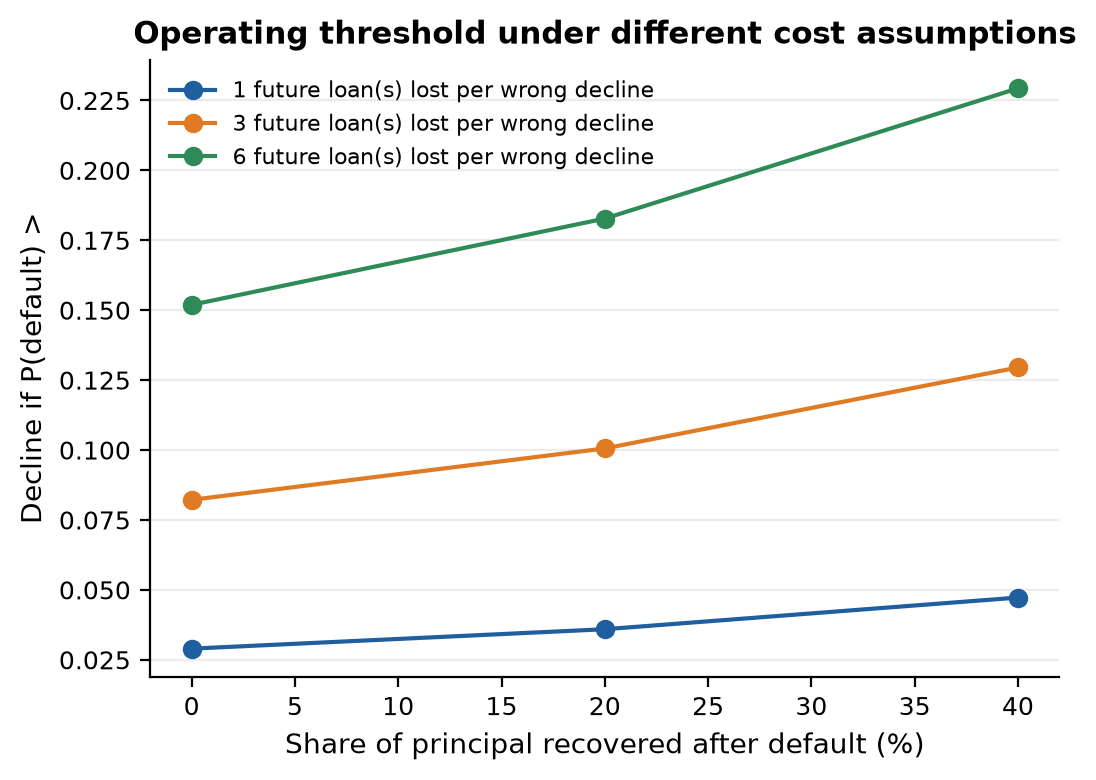 Operating threshold under different cost assumptions
1 future loan(s) lost per wrong decline
3 future loan(s) lost per wrong decline
6 future loan(s) lost per wrong decline
Decline if P(default) >
0.225
0.200
0.175
0.150
0.125
0.100
0.075
0.050
0.025
0 5 10 15 20 25 30 35 40
Share of principal recovered after default (%)